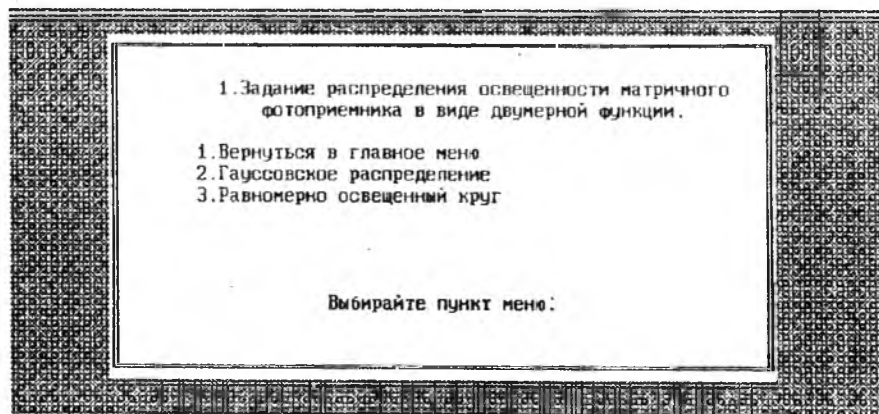 1.Задание распределения освещенности матричного
фотоприемника в виде двумерной функции.
1.Вернуться в главное меню
2.Гауссовское распределение
3.Равномерно освещенный круг
Выбирайте пункт меню: